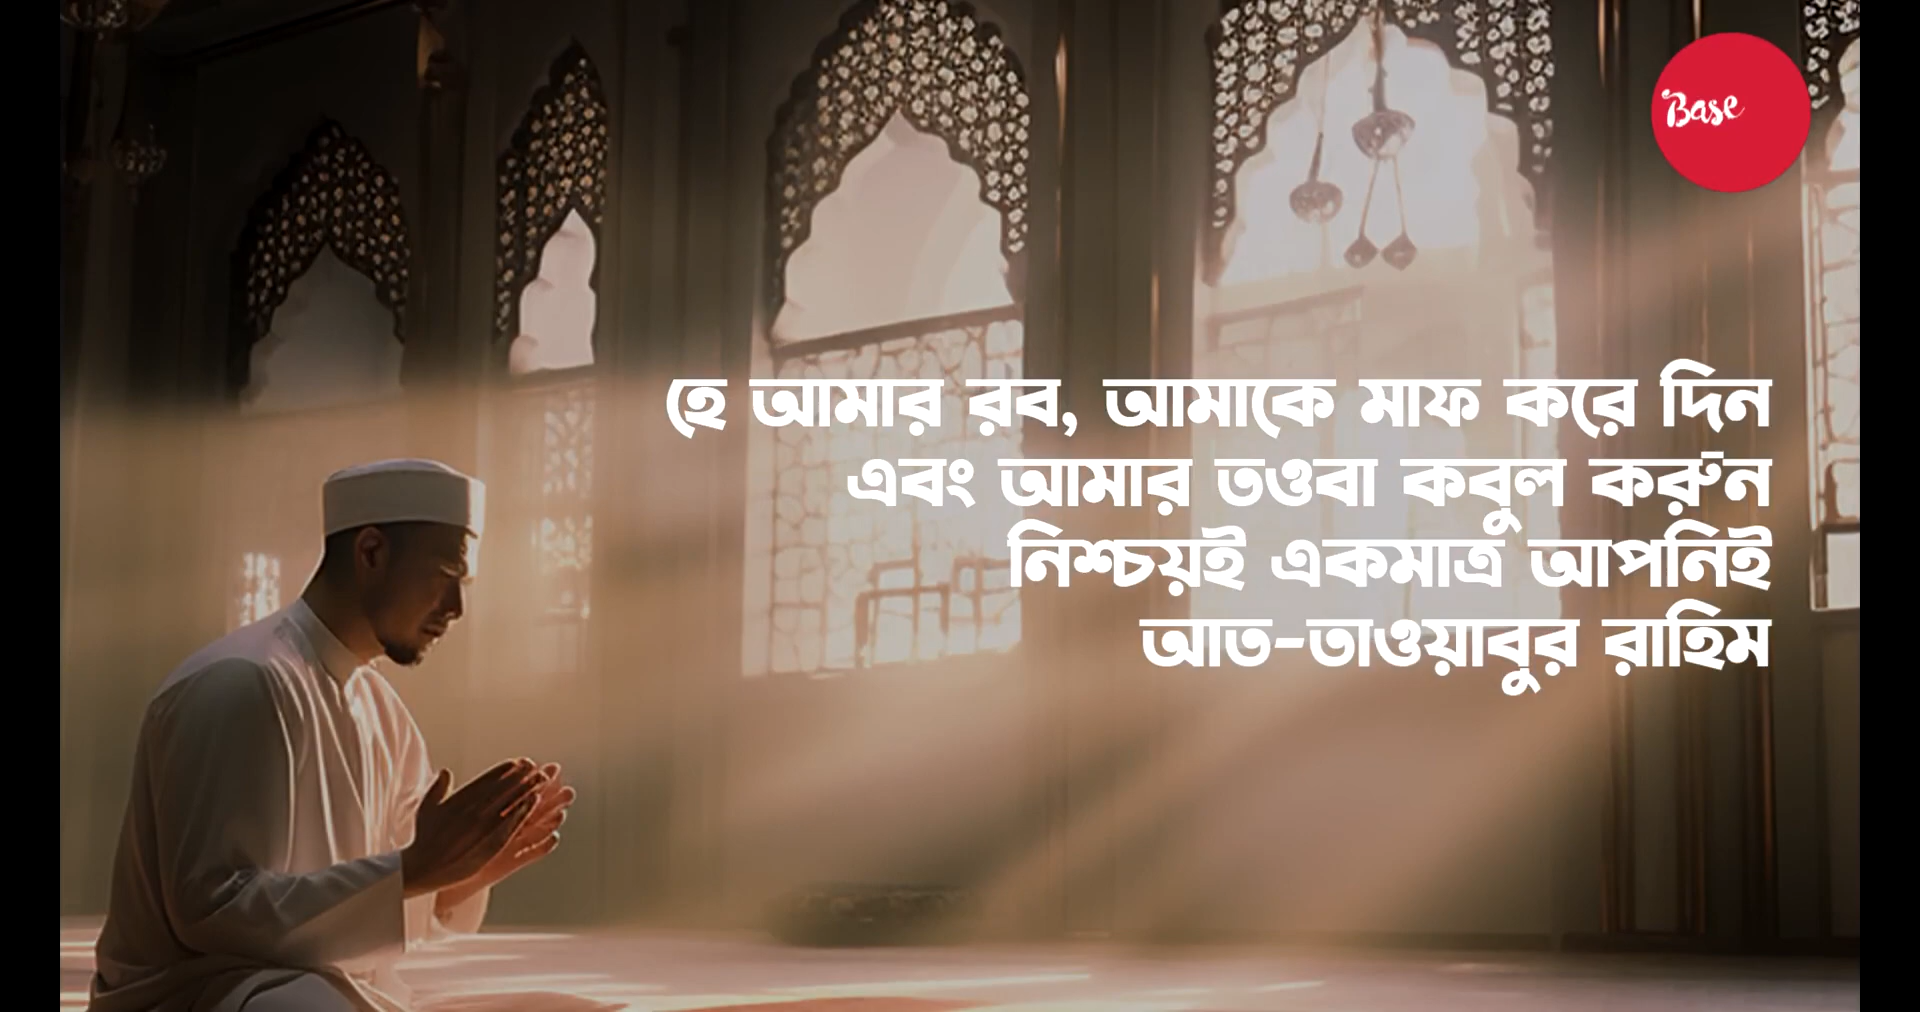 Base
হে আমার রব, আমাকে মাফ করে দিন
এবং আমার তওবা কবুল করুন
নিশ্চয়ই একমাত্র আপনিই
আত-তাওয়াবুর রাহিম